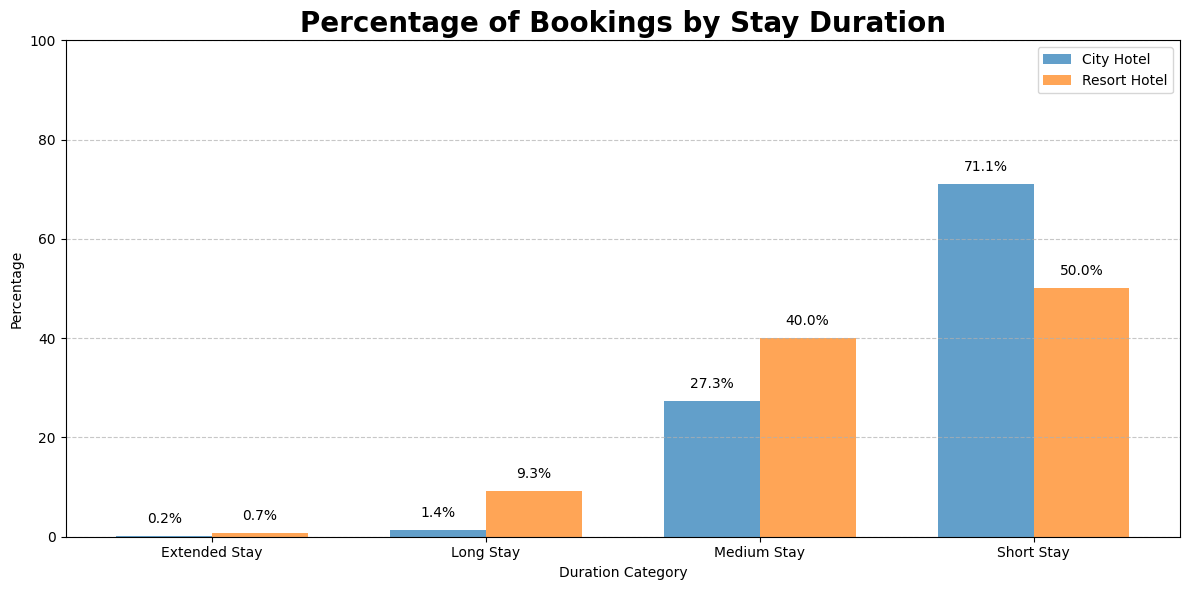 Percentage of Bookings by Stay Duration
100
80
60
40
20
0
Percentage
City Hotel
Resort Hotel
0.2%
0.7%
1.4%
9.3%
27.3%
40.0%
71.1%
50.0%
Extended Stay
Long Stay
Medium Stay
Short Stay
Duration Category